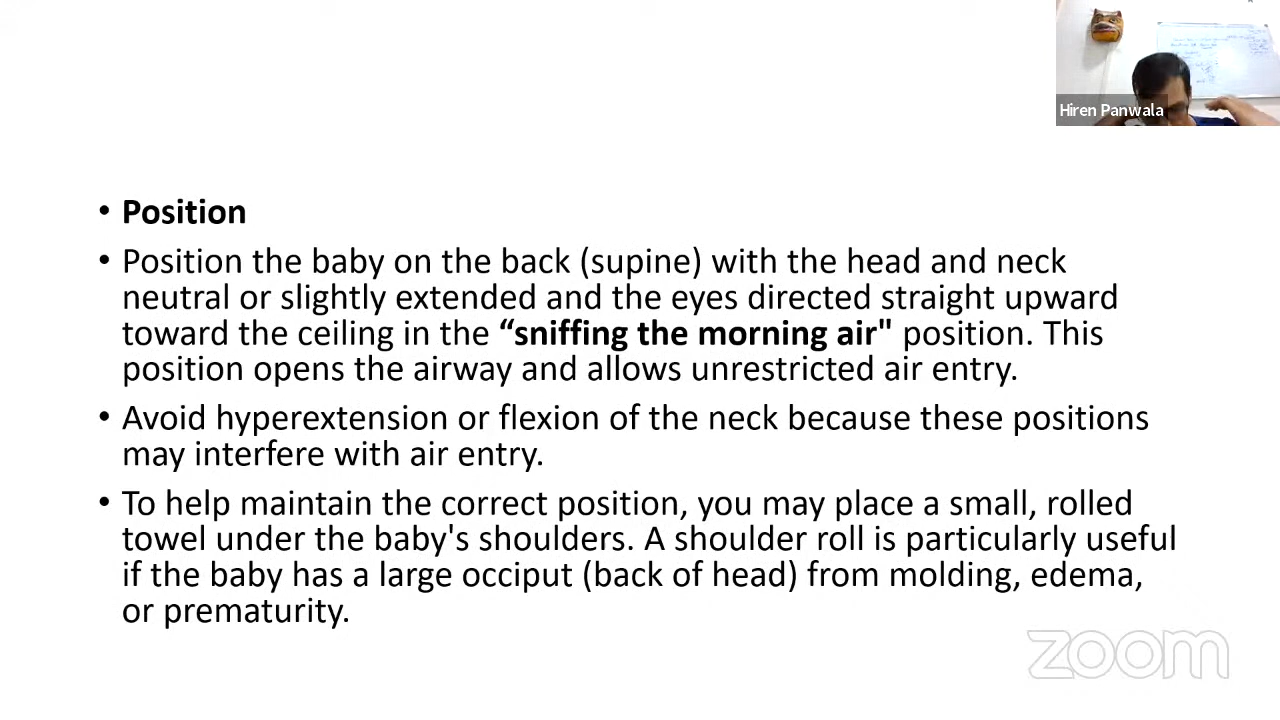 Hiren Panwala
• Position
• Position the baby on the back (supine) with the head and neck
neutral or slightly extended and the eyes directed straight upward
toward the ceiling in the “sniffing the morning air" position. This
position opens the airway and allows unrestricted air entry.
• Avoid hyperextension or flexion of the neck because these positions
may interfere with air entry.
• To help maintain the correct position, you may place a small, rolled
towel under the baby's shoulders. A shoulder roll is particularly useful
if the baby has a large occiput (back of head) from molding, edema,
or prematurity.
zoom